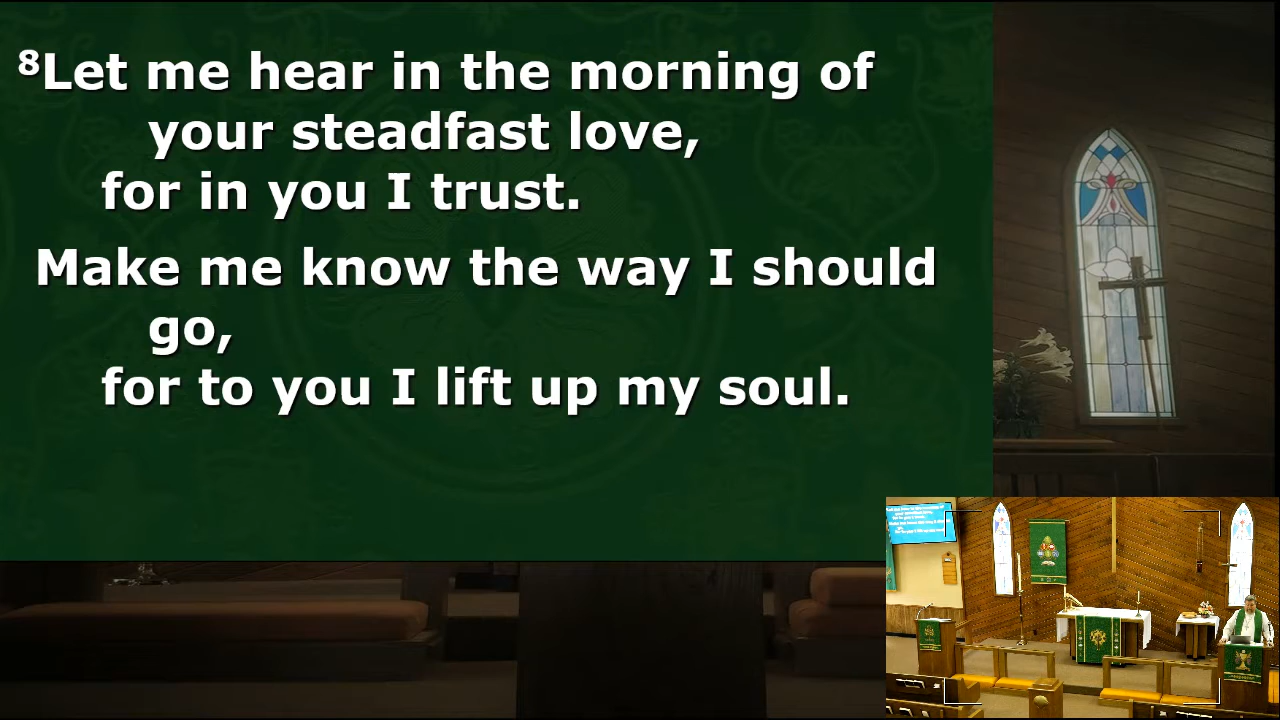 ⁸Let me hear in the morning of
your steadfast love,
for in you I trust.
Make me know the way I should
go,
for to you I lift up my soul.